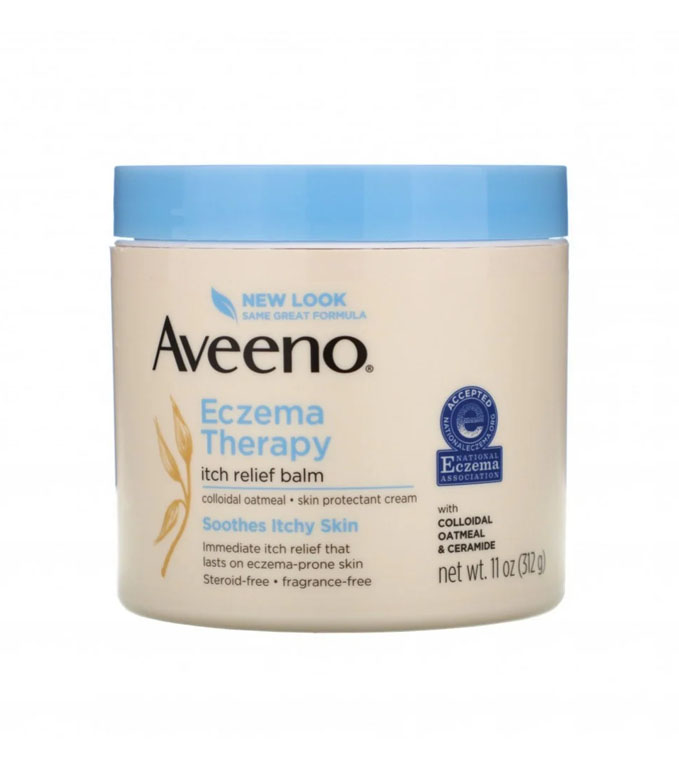 NEW LOOK
SAME GREAT FORMULA
Aveeno®
Eczema
Therapy
itch relief balm
colloidal oatmeal • skin protectant cream
Soothes Itchy Skin
Immediate itch relief that
lasts on eczema-prone skin
Steroid-free • fragrance-free
ACCEPTED
NATIONALECZEMA.ORG
e
NATIONAL
Eczema
ASSOCIATION
with
COLLOIDAL
OATMEAL
& CERAMIDE
net wt. 11 oz (312 g)